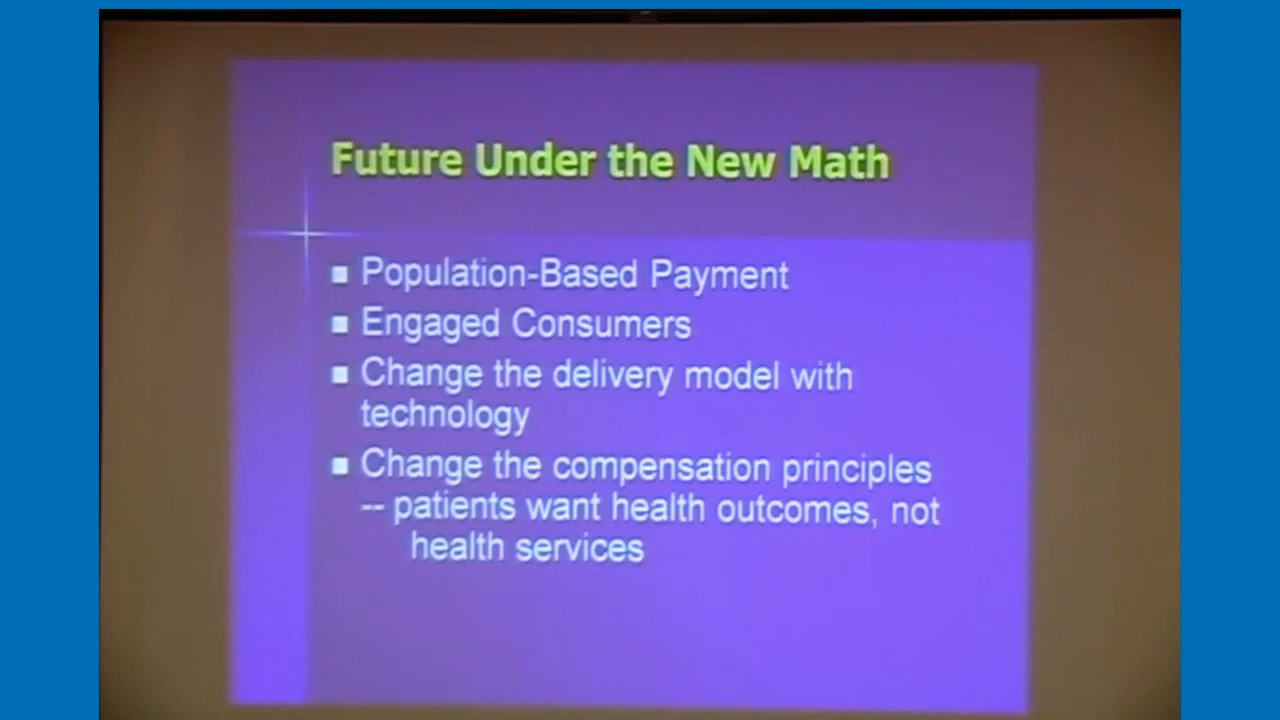 Future Under the New Math
■ Population-Based Payment
■ Engaged Consumers
■ Change the delivery model with
technology
■ Change the compensation principles
-- patients want health outcomes, not
health services